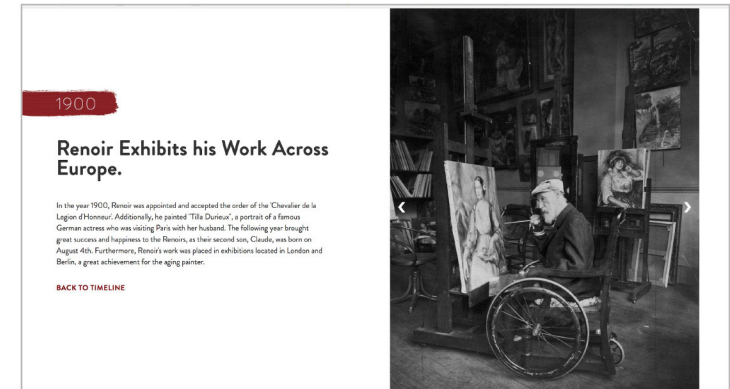 1900
Renoir Exhibits his Work Across
Europe.
In the year 1900, Renoir was appointed and accepted the order of the 'Chevalier de la
Legion d'Honneur'. Additionally, he painted "Tilla Durieux", a portrait of a famous
German actress who was visiting Paris with her husband. The following year brought
great success and happiness to the Renoirs, as their second son, Claude, was born on
August 4th. Furthermore, Renoir's work was placed in exhibitions located in London and
Berlin, a great achievement for the aging painter.
BACK TO TIMELINE